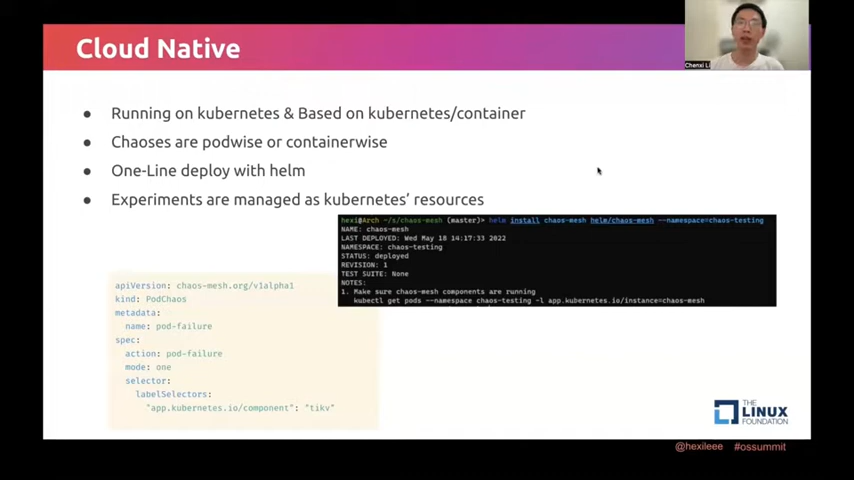 Cloud Native
Chenxi Li
Running on kubernetes & Based on kubernetes/container
Chaoses are podwise or containerwise
One-Line deploy with helm
Experiments are managed as kubernetes' resources
hexi@Arch ~/s/chaos-mesh (master)> helm install chaos-mesh helm/chaos-mesh --namespace=chaos-testing
NAME: chaos-mesh
LAST DEPLOYED: Wed May 18 14:17:33 2022
NAMESPACE: chaos-testing
STATUS: deployed
REVISION: 1
TEST SUITE: None
NOTES:
1. Make sure chaos-mesh components are running
kubectl get pods --namespace chaos-testing -l app.kubernetes.io/instance=chaos-mesh
apiVersion: chaos-mesh.org/v1alpha1
kind: PodChaos
metadata:
name: pod-failure
spec:
action: pod-failure
mode: one
selector:
labelSelectors:
"app.kubernetes.io/component": "tikv"
THE
LINUX
FOUNDATION
@hexileee #ossummit